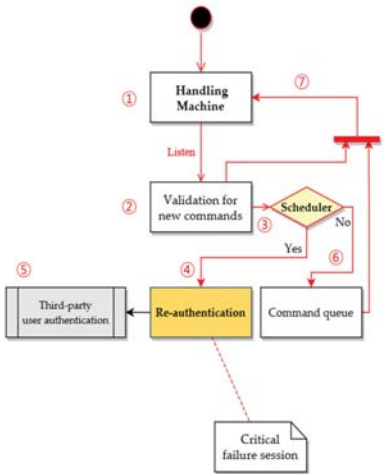 ⑦
①
Handling
Machine
Listen
②
Validation for
new commands
③
Scheduler
No
Yes
⑤
④
⑥
Third-party
user authentication
Re-authentication
Command queue
Critical
failure session